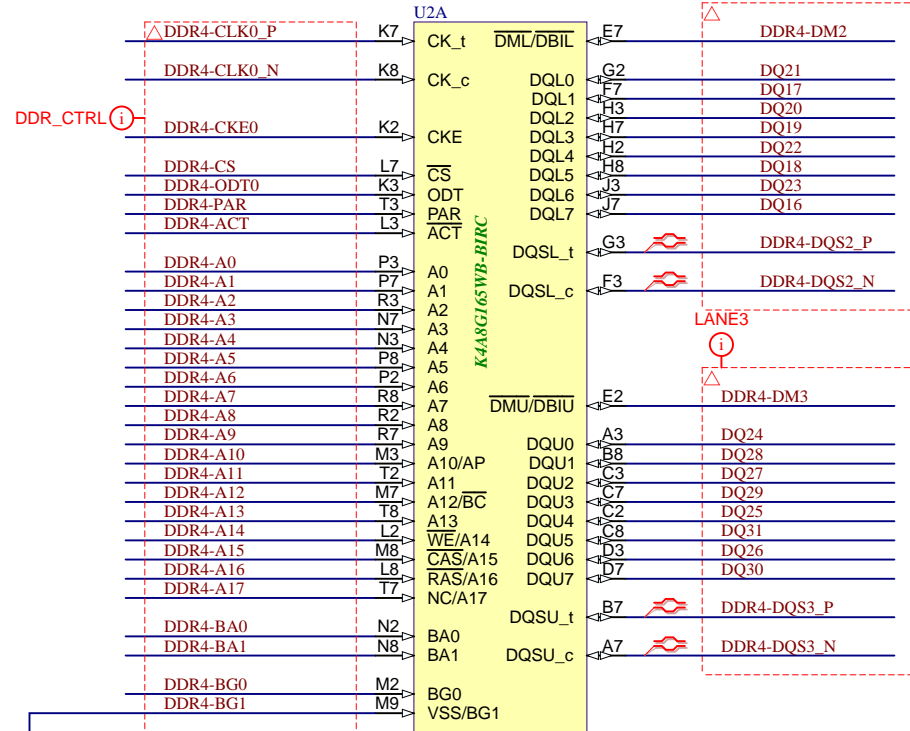 U2A
DDR4-CLK0_P K7 CK_t DML/DBIL E7 DDR4-DM2
DDR4-CLK0_N K8 CK_c DQL0 G2 DQ21
DQL1 F7 DQ17
DQL2 H3 DQ20
DDR_CTRL i DDR4-CKE0 K2 CKE DQL3 H7 DQ19
DQL4 H2 DQ22
DDR4-CS L7 CS DQL5 H8 DQ18
DDR4-ODT0 K3 ODT DQL6 J3 DQ23
DDR4-PAR T3 PAR DQL7 J7 DQ16
DDR4-ACT L3 ACT
K4A8G165WB-BIRC
DQSL_t G3 DDR4-DQS2_P
DDR4-A0 P3 A0
DDR4-A1 P7 A1 DQSL_c F3 DDR4-DQS2_N
DDR4-A2 R3 A2
LANE3
i
DDR4-A3 N7 A3
DDR4-A4 N3 A4
DDR4-A5 P8 A5
DDR4-A6 P2 A6
DDR4-A7 R8 A7 DMU/DBIU E2 DDR4-DM3
DDR4-A8 R2 A8
DDR4-A9 R7 A9 DQU0 A3 DQ24
DDR4-A10 M3 A10/AP DQU1 B8 DQ28
DDR4-A11 T2 A11 DQU2 C3 DQ27
DDR4-A12 M7 A12/BC DQU3 C7 DQ29
DDR4-A13 T8 A13 DQU4 C2 DQ25
DDR4-A14 L2 WE/A14 DQU5 C8 DQ31
DDR4-A15 M8 CAS/A15 DQU6 D3 DQ26
DDR4-A16 L8 RAS/A16 DQU7 D7 DQ30
DDR4-A17 T7 NC/A17
DQSU_t B7 DDR4-DQS3_P
DDR4-BA0 N2 BA0
DDR4-BA1 N8 BA1 DQSU_c A7 DDR4-DQS3_N
DDR4-BG0 M2 BG0
DDR4-BG1 M9 VSS/BG1